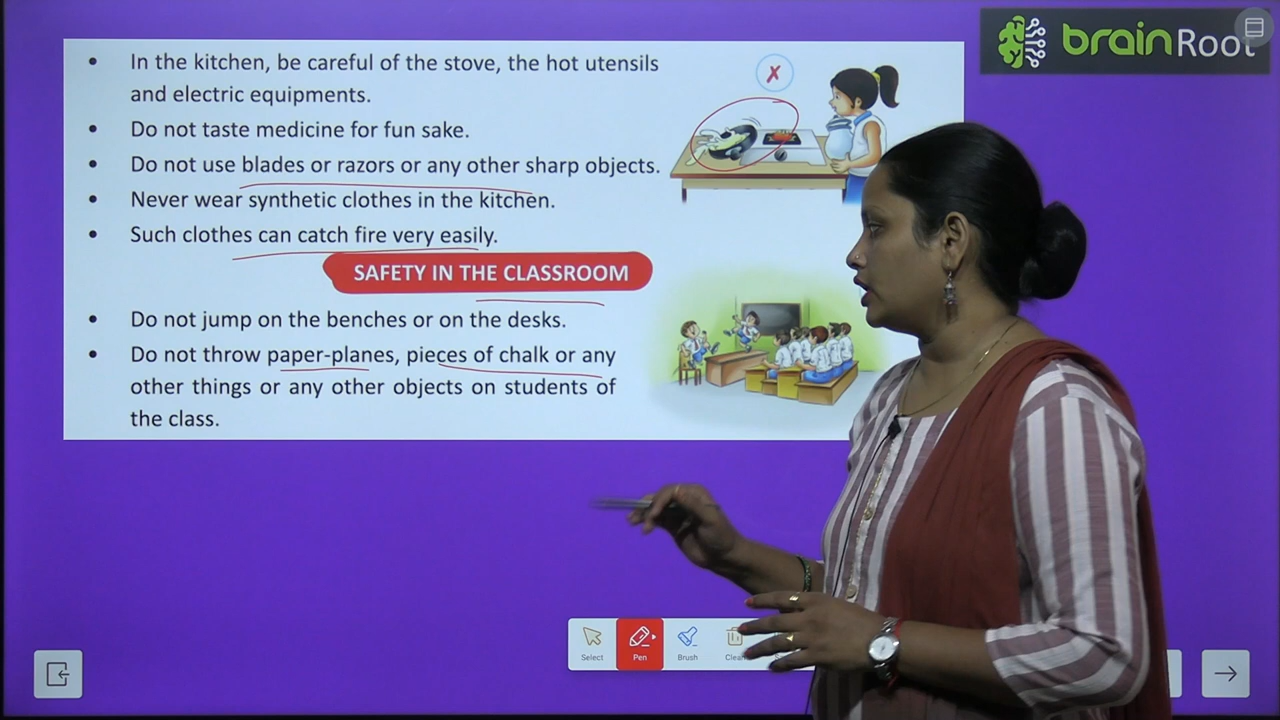 brainRoot
• In the kitchen, be careful of the stove, the hot utensils
and electric equipments.
• Do not taste medicine for fun sake.
• Do not use blades or razors or any other sharp objects.
• Never wear synthetic clothes in the kitchen.
• Such clothes can catch fire very easily.
SAFETY IN THE CLASSROOM
• Do not jump on the benches or on the desks.
• Do not throw paper-planes, pieces of chalk or any
other things or any other objects on students of
the class.
Select Pen Brush Clean